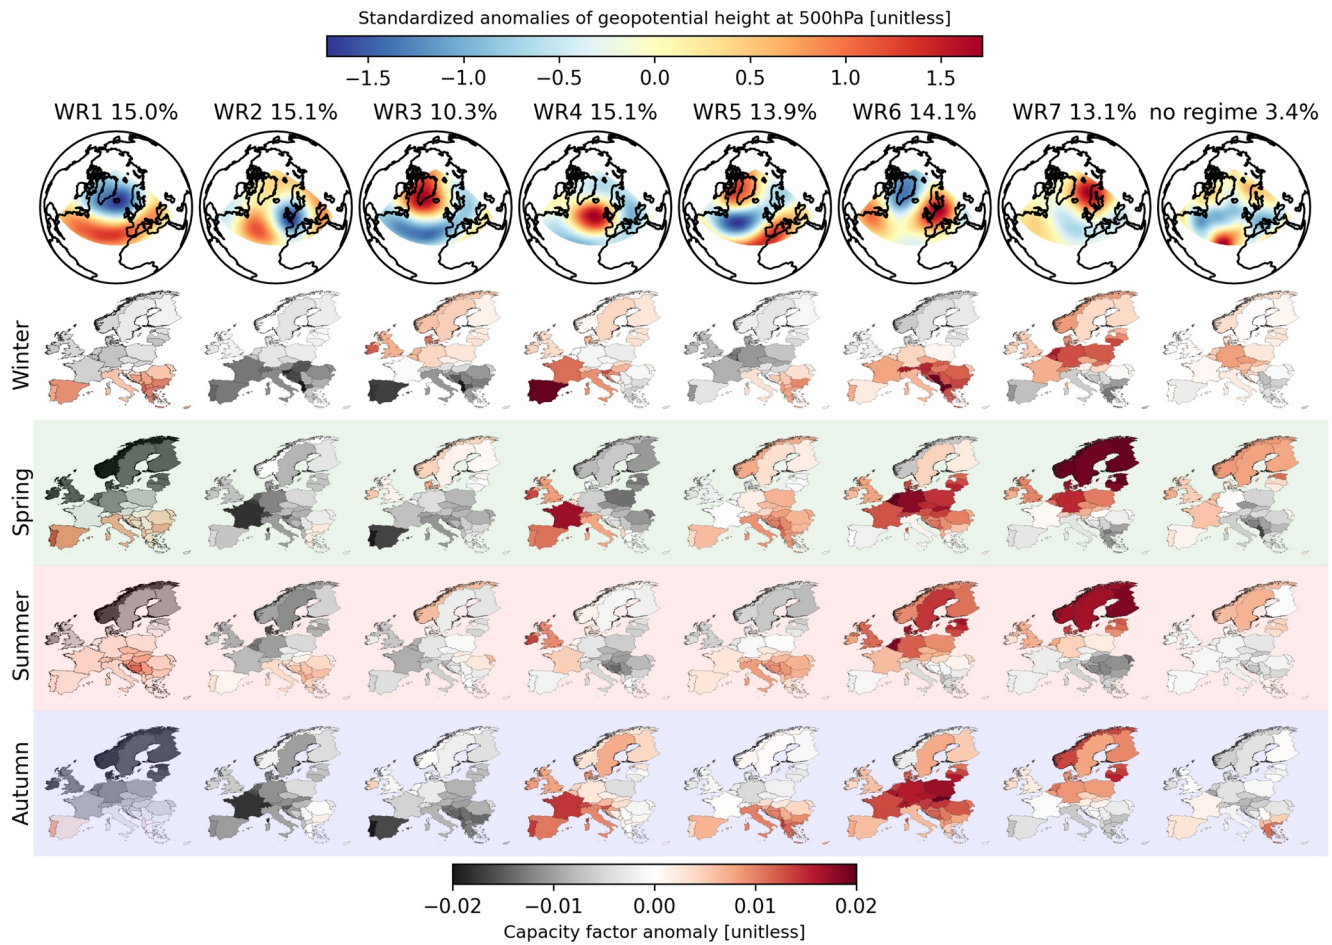 Standardized anomalies of geopotential height at 500hPa [unitless]
−1.5 −1.0 −0.5 0.0 0.5 1.0 1.5
WR1 15.0% WR2 15.1% WR3 10.3% WR4 15.1% WR5 13.9% WR6 14.1% WR7 13.1% no regime 3.4%
Winter
Spring
Summer
Autumn
−0.02 −0.01 0.00 0.01 0.02
Capacity factor anomaly [unitless]